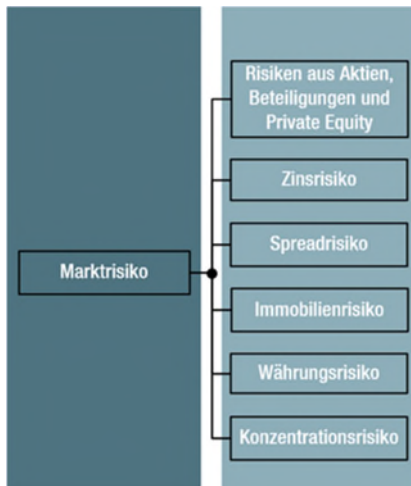 Marktrisiko
Risiken aus Aktien,
Beteiligungen und
Private Equity
Zinsrisiko
Spreadrisiko
Immobilienrisiko
Währungsrisiko
Konzentrationsrisiko